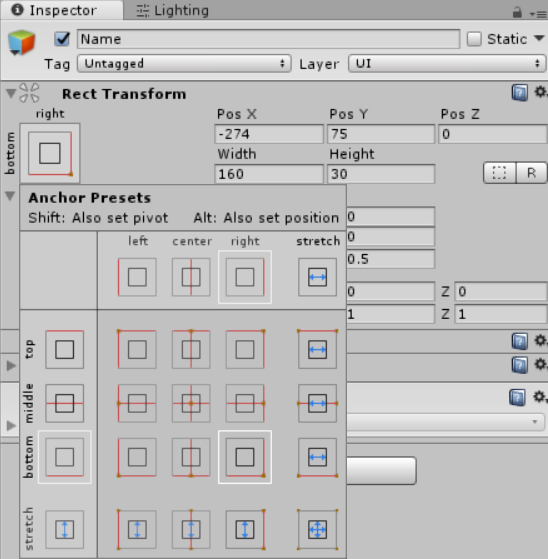 Inspector
Lighting
Name
Static
Tag
Untagged
Layer
UI
Rect Transform
right
bottom
Pos X
Pos Y
Pos Z
-274
75
0
Width
Height
160
30
R
Anchor Presets
Shift: Also set pivot
Alt: Also set position
0
0
0.5
left
center
right
stretch
0
Z
0
1
Z
1
top
middle
bottom
stretch